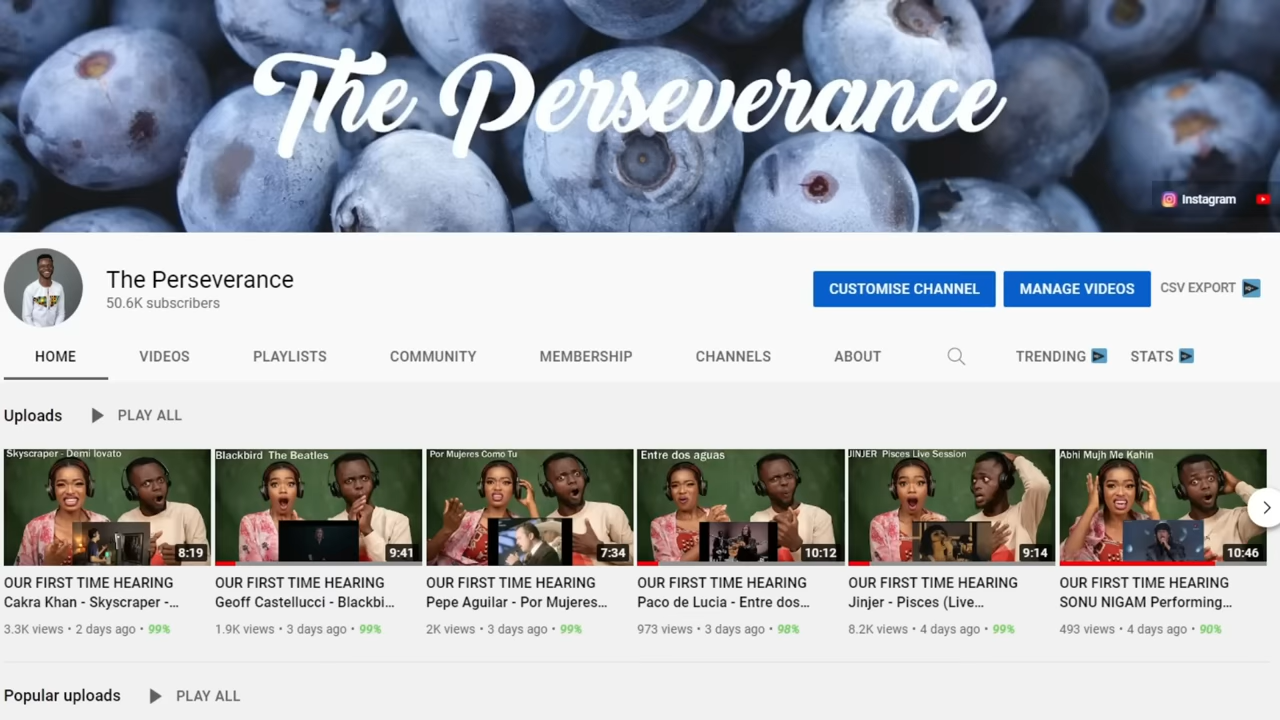 The Perseverance
Instagram
The Perseverance
50.6K subscribers
CUSTOMISE CHANNEL
MANAGE VIDEOS
CSV EXPORT
HOME
VIDEOS
PLAYLISTS
COMMUNITY
MEMBERSHIP
CHANNELS
ABOUT
TRENDING
STATS
Uploads
PLAY ALL
Skyscraper - Demi lovato
8:19
OUR FIRST TIME HEARING
Cakra Khan - Skyscraper -...
3.3K views • 2 days ago • 99%
Blackbird The Beatles
9:41
OUR FIRST TIME HEARING
Geoff Castellucci - Blackbi...
1.9K views • 3 days ago • 99%
Por Mujeres Como Tu
7:34
OUR FIRST TIME HEARING
Pepe Aguilar - Por Mujeres...
2K views • 3 days ago • 99%
Entre dos aguas
10:12
OUR FIRST TIME HEARING
Paco de Lucia - Entre dos...
973 views • 3 days ago • 98%
JINJER Pisces Live Session
9:14
OUR FIRST TIME HEARING
Jinjer - Pisces (Live...
8.2K views • 4 days ago • 99%
Abhi Mujh Me Kahin
10:46
OUR FIRST TIME HEARING
SONU NIGAM Performing...
493 views • 4 days ago • 90%
Popular uploads
PLAY ALL